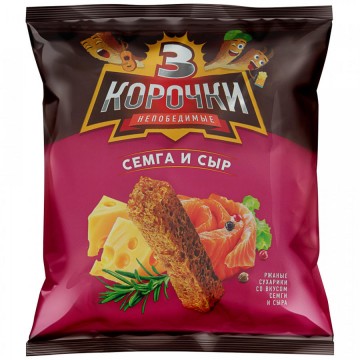 3
КОРОЧКИ
НЕПОБЕДИМЫЕ
СЕМГА И СЫР
РЖАНЫЕ
СУХАРИКИ
СО ВКУСОМ
СЕМГИ
И СЫРА